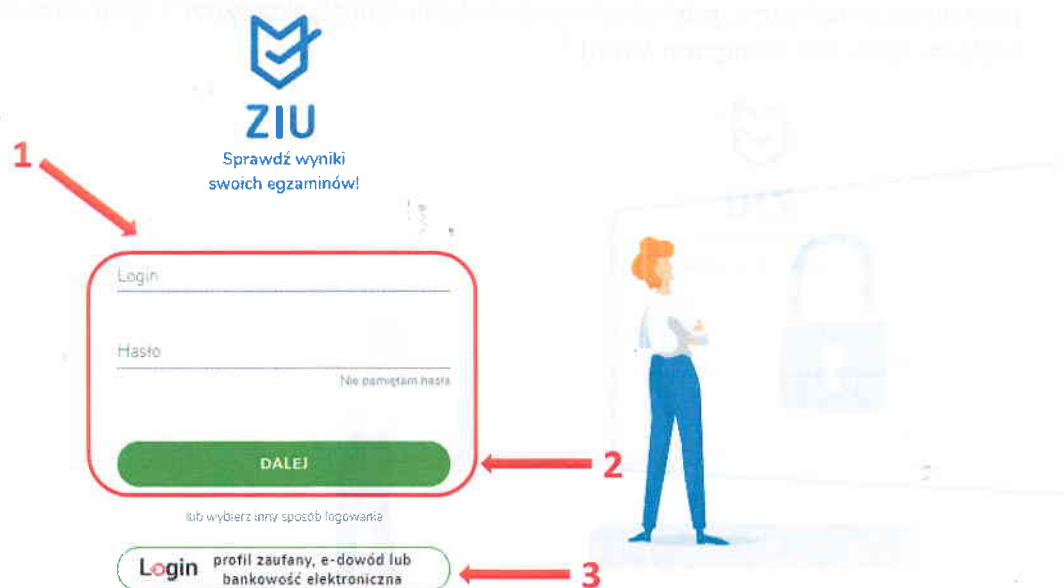 ZIU
Sprawdź wyniki
swoich egzaminów!
1
Login
Hasło
Nie pamiętam hasła
DALEJ
2
lub wybierz inny sposób logowania
Login profil zaufany, e-dowód lub
bankowość elektroniczna
3